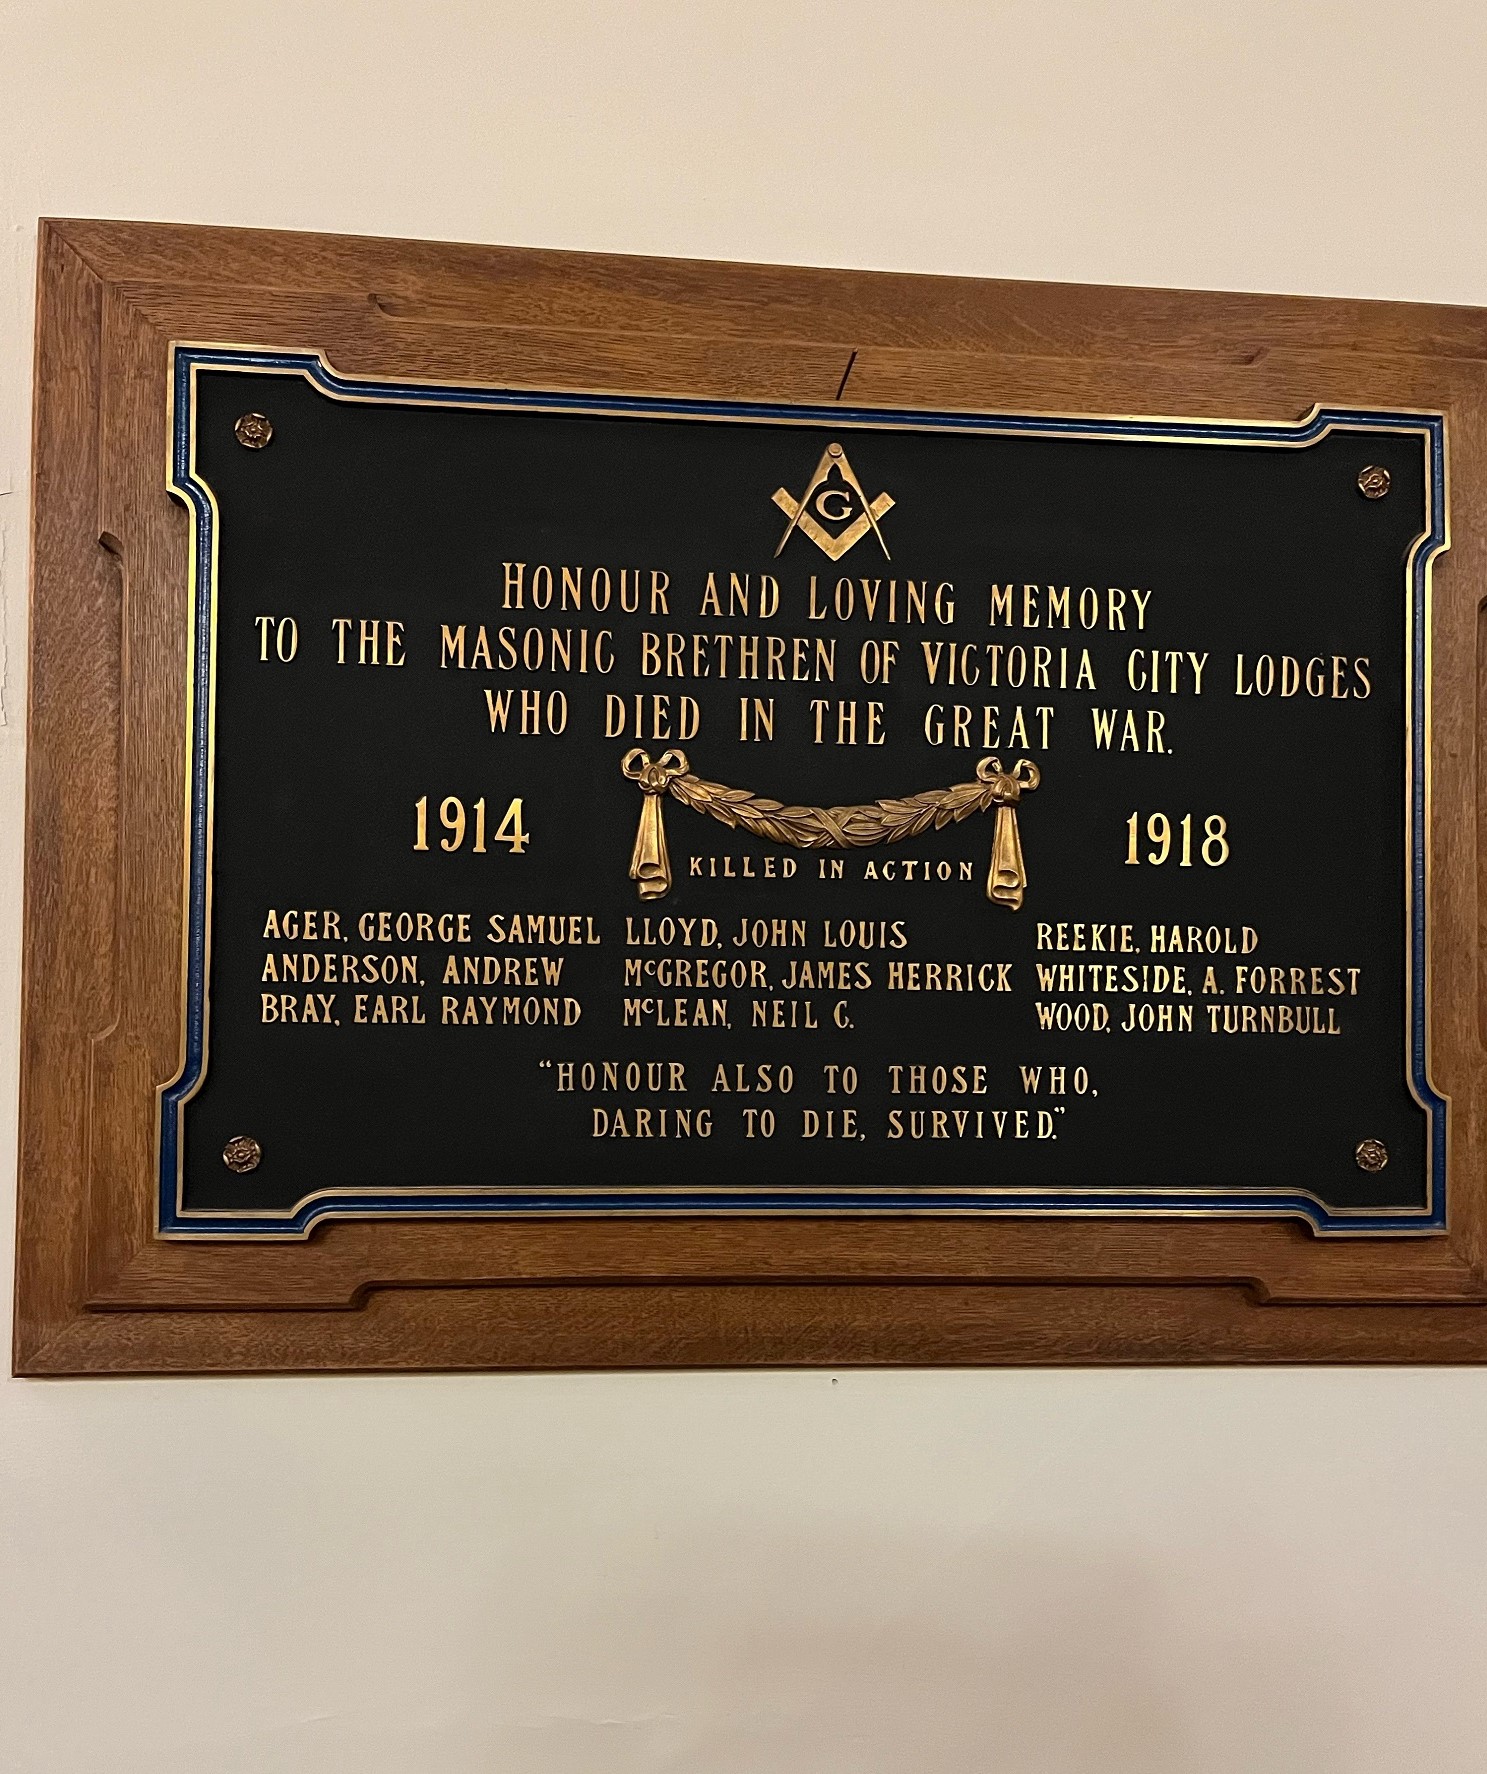 G
HONOUR AND LOVING MEMORY
TO THE MASONIC BRETHREN OF VICTORIA CITY LODGES
WHO DIED IN THE GREAT WAR.
1914 1918
KILLED IN ACTION
AGER, GEORGE SAMUEL LLOYD, JOHN LOUIS REEKIE, HAROLD
ANDERSON, ANDREW McGREGOR, JAMES HERRICK WHITESIDE, A. FORREST
BRAY, EARL RAYMOND McLEAN, NEIL C. WOOD, JOHN TURNBULL
"HONOUR ALSO TO THOSE WHO,
DARING TO DIE, SURVIVED."